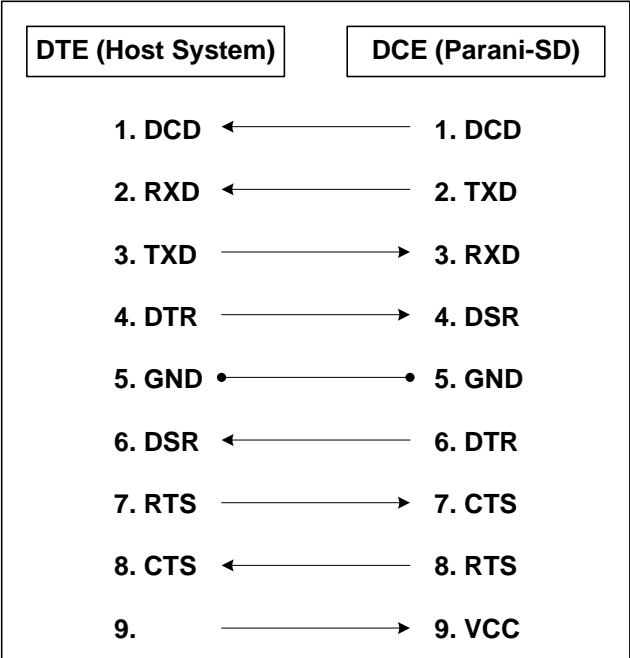 DTE (Host System) DCE (Parani-SD)
1. DCD 1. DCD
2. RXD 2. TXD
3. TXD 3. RXD
4. DTR 4. DSR
5. GND 5. GND
6. DSR 6. DTR
7. RTS 7. CTS
8. CTS 8. RTS
9. 9. VCC